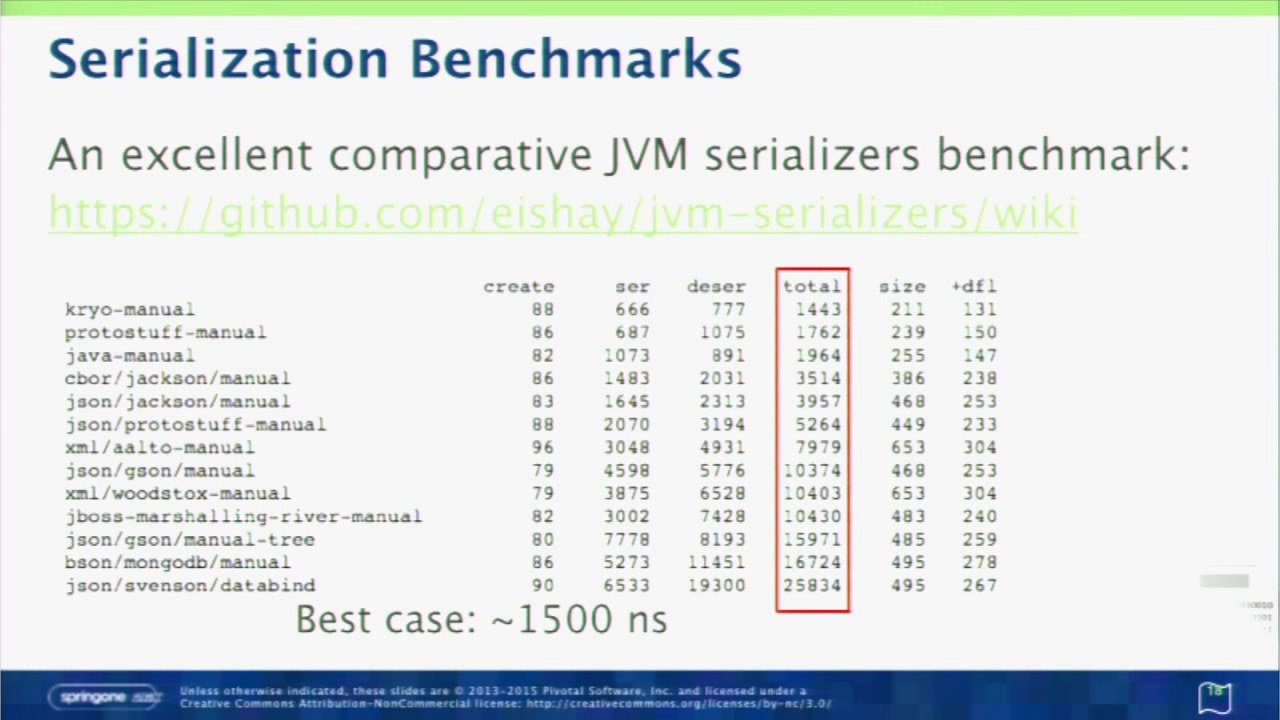 Serialization Benchmarks
An excellent comparative JVM serializers benchmark:
https://github.com/eishay/jvm-serializers/wiki
create ser deser total size +dfl
kryo-manual 88 666 777 1443 211 131
protostuff-manual 86 687 1075 1762 239 150
java-manual 82 1073 891 1964 255 147
cbor/jackson/manual 86 1483 2031 3514 386 238
json/jackson/manual 83 1645 2313 3957 468 253
json/protostuff-manual 88 2070 3194 5264 449 233
xml/aalto-manual 96 3048 4931 7979 653 304
json/gson/manual 79 4598 5776 10374 468 253
xml/woodstox-manual 79 3875 6528 10403 653 304
jboss-marshalling-river-manual 82 3002 7428 10430 483 240
json/gson/manual-tree 80 7778 8193 15971 485 259
bson/mongodb/manual 86 5273 11451 16724 495 278
json/svenson/databind 90 6533 19300 25834 495 267
Best case: ~1500 ns
springone
Unless otherwise indicated, these slides are © 2013-2015 Pivotal Software, Inc. and licensed under a
Creative Commons Attribution-NonCommercial license: http://creativecommons.org/licenses/by-nc/3.0/
18